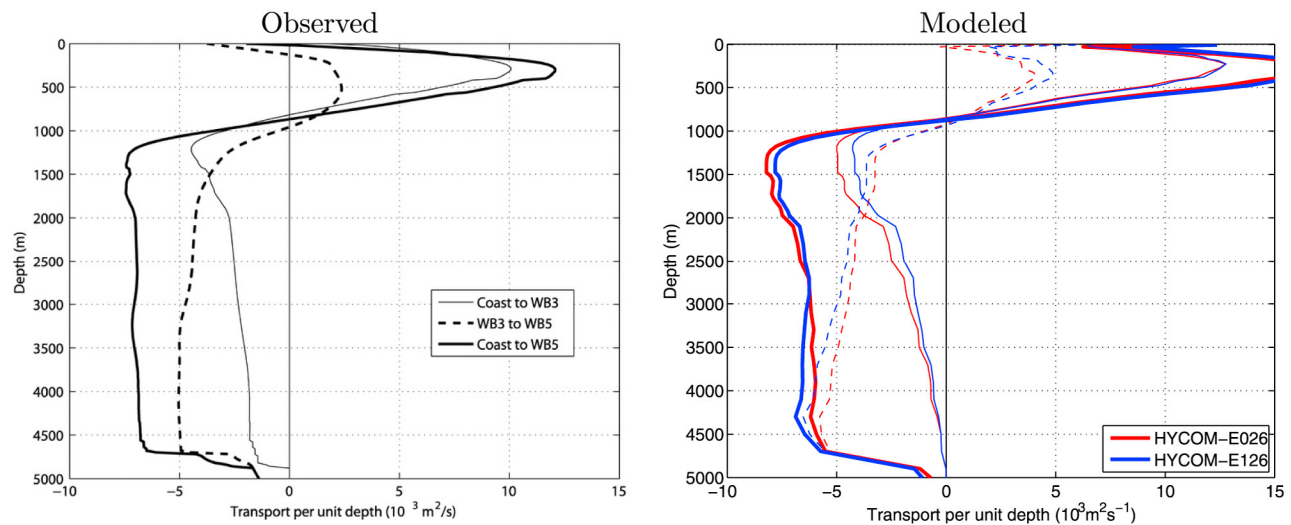 Observed
0
500
1000
1500
2000
2500
3000
3500
4000
4500
5000
Depth (m)
Coast to WB3
WB3 to WB5
Coast to WB5
−10 −5 0 5 10 15
Transport per unit depth (10 ³ m²/s)
Modeled
0
500
1000
1500
2000
2500
3000
3500
4000
4500
5000
Depth (m)
HYCOM−E026
HYCOM−E126
−10 −5 0 5 10 15
Transport per unit depth (10³m²s⁻¹)